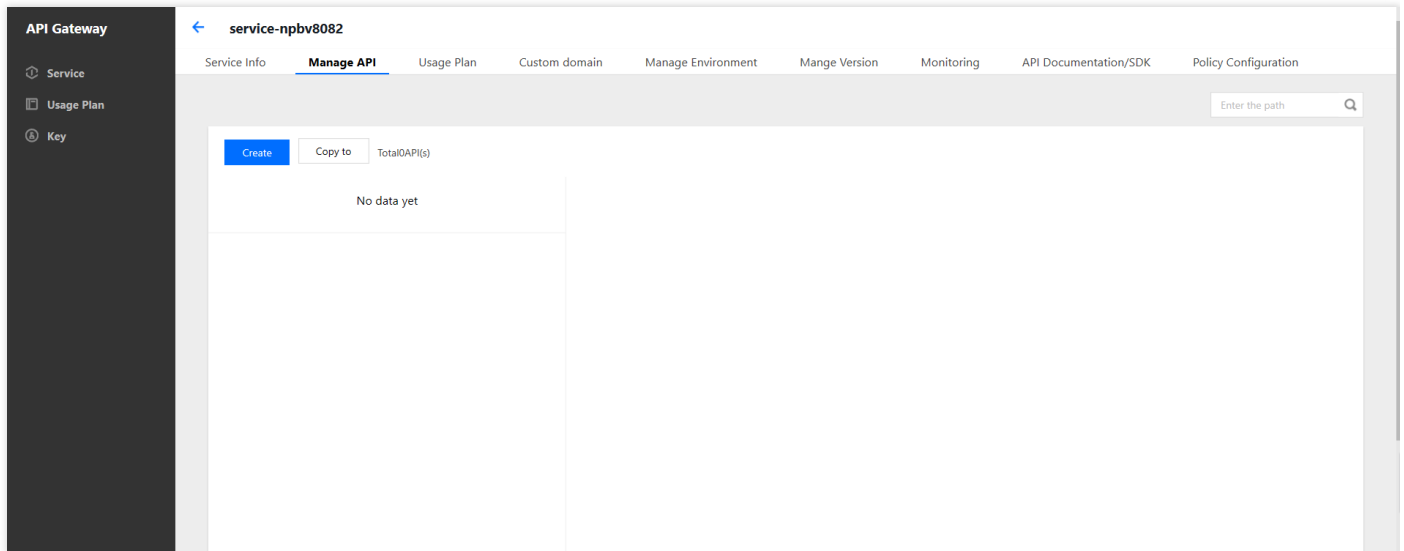 API Gateway
Service
Usage Plan
Key
service-npbv8082
Service Info Manage API Usage Plan Custom domain Manage Environment Mange Version Monitoring API Documentation/SDK Policy Configuration
Enter the path
Create Copy to Total0API(s)
No data yet